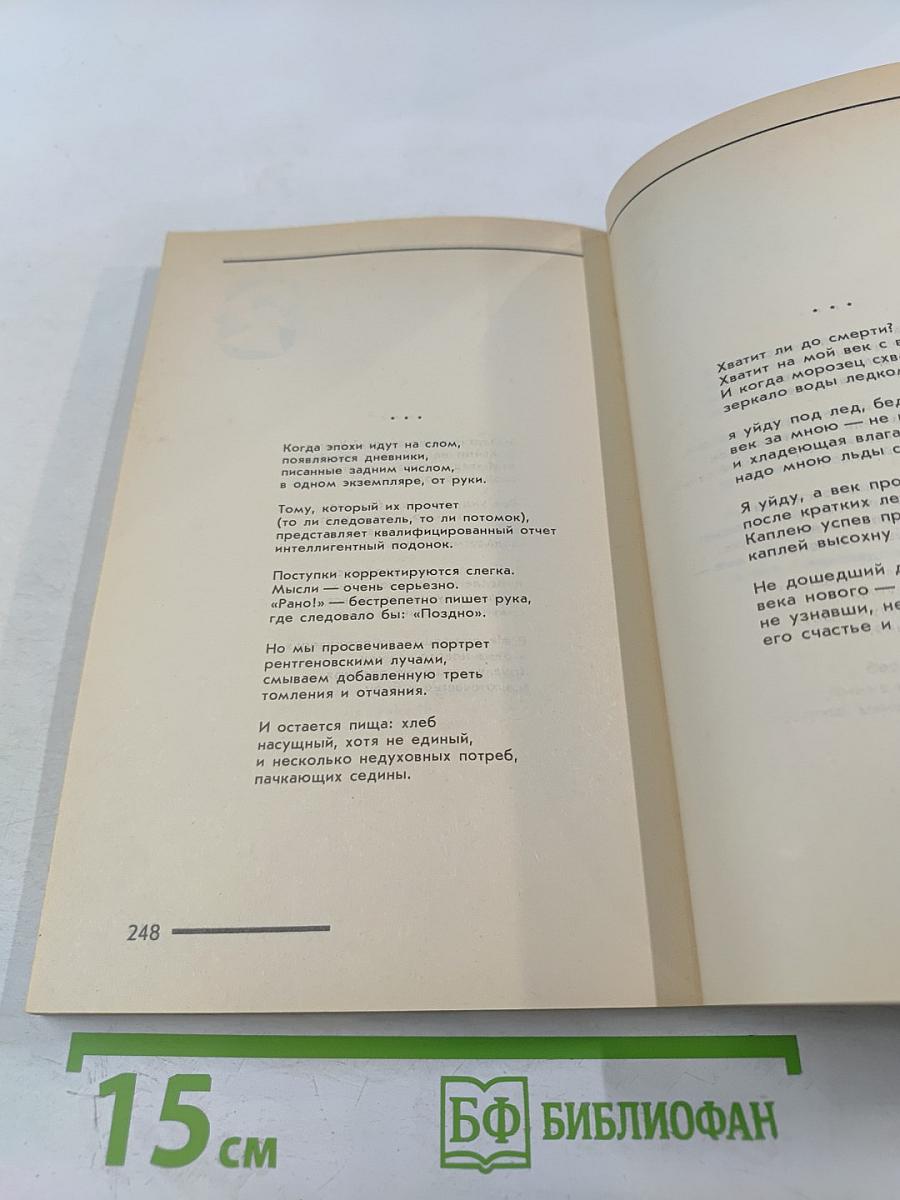 * * *
Когда эпохи идут на слом,
появляются дневники,
писанные задним числом,
в одном экземпляре, от руки.
Тому, который их прочтет
(то ли следователь, то ли потомок),
представляет квалифицированный отчет
интеллигентный подонок.
Поступки корректируются слегка.
Мысли — очень серьезно.
«Рано!» — бестрепетно пишет рука,
где следовало бы: «Поздно».
Но мы просвечиваем портрет
рентгеновскими лучами,
смываем добавленную треть
томления и отчаяния.
И остается пища: хлеб
насущный, хотя не единый,
и несколько недуховных потреб,
пачкающих седины.
248
* * *
Хватит ли до смерти?
Хватит на мой век с
И когда морозец
зеркало воды
я уйду под лед,
век за мною — не
и хладеющая влага
надо мною льды
Я уйду, а век
после кратких
Каплею успев
каплей высохну
Не дошедший
века нового —
не узнавши,
его счастье и
15 см
БФ БИБЛИОФАН